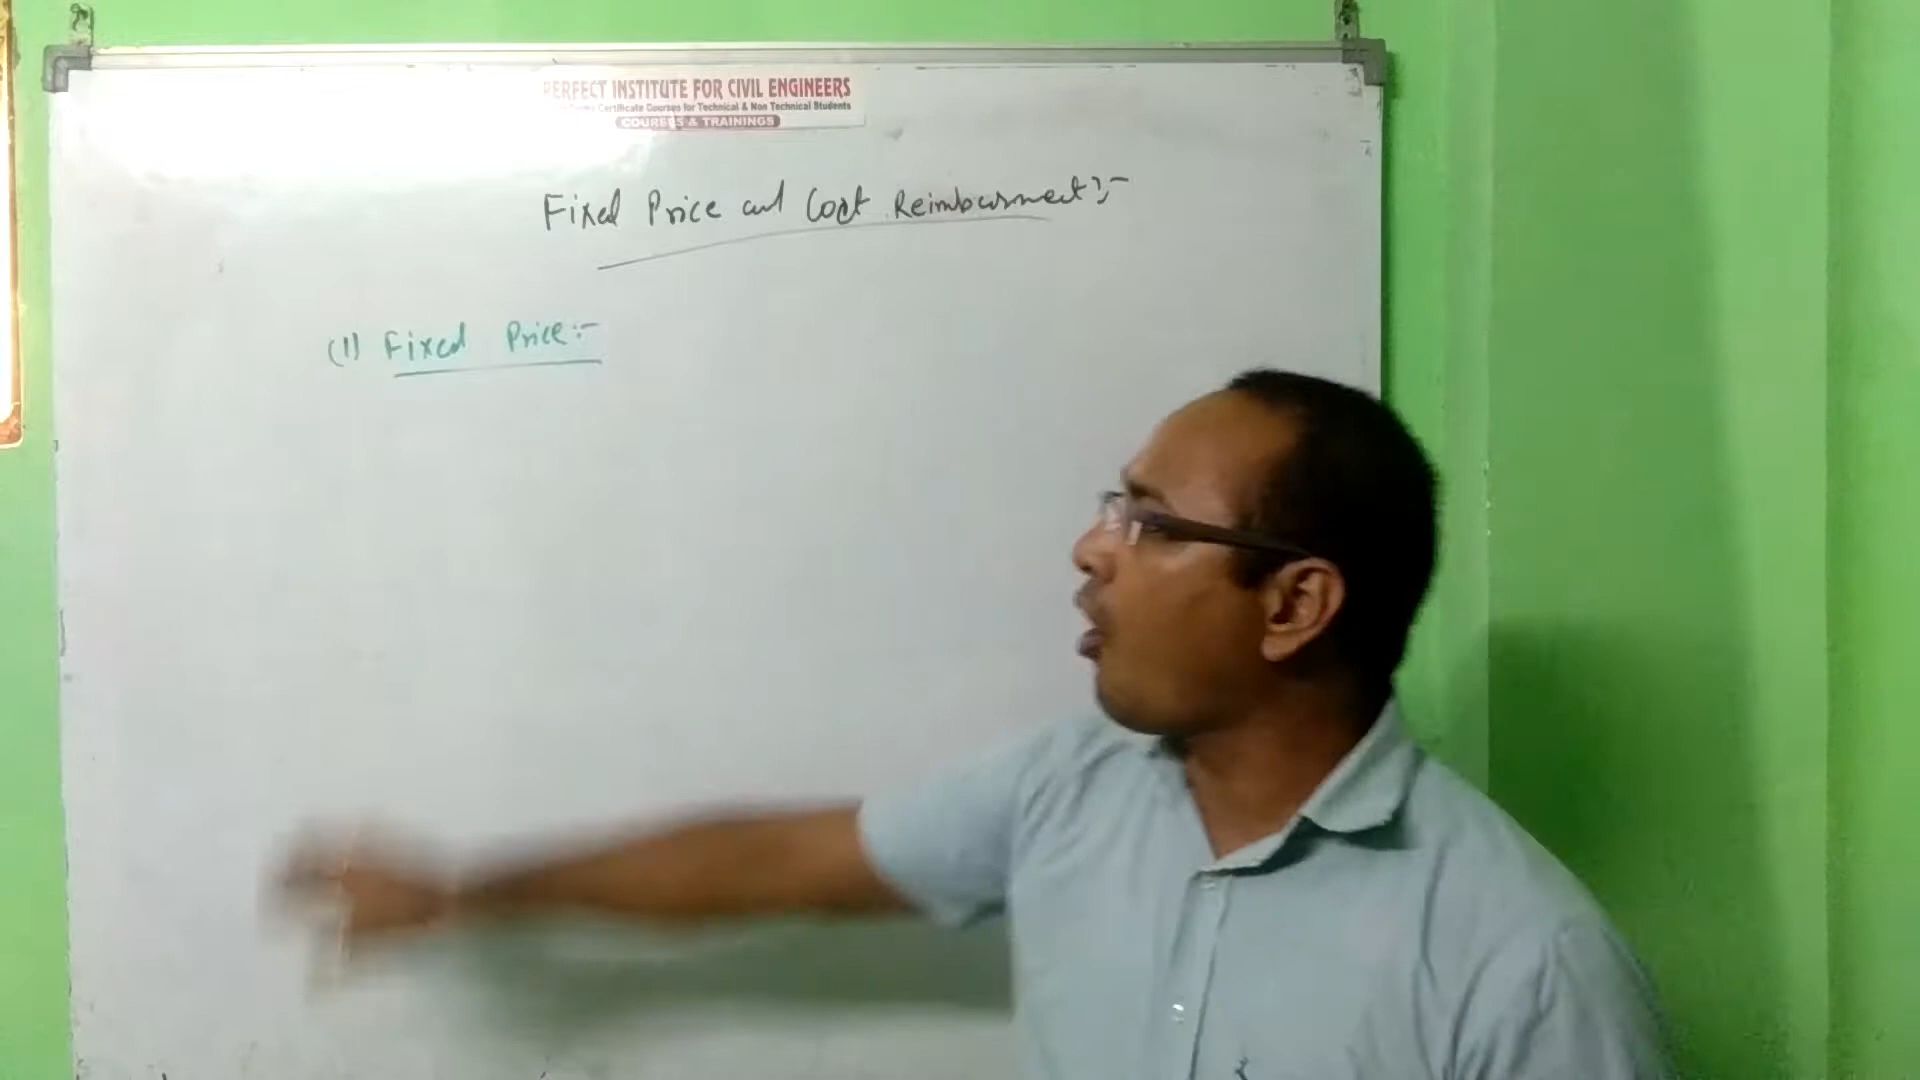 PERFECT INSTITUTE FOR CIVIL ENGINEERS
Certificate Courses for Technical & Non Technical Students
COURSES & TRAININGS
Fixed Price and Cost Reimbursment:-
(1) Fixed Price:-